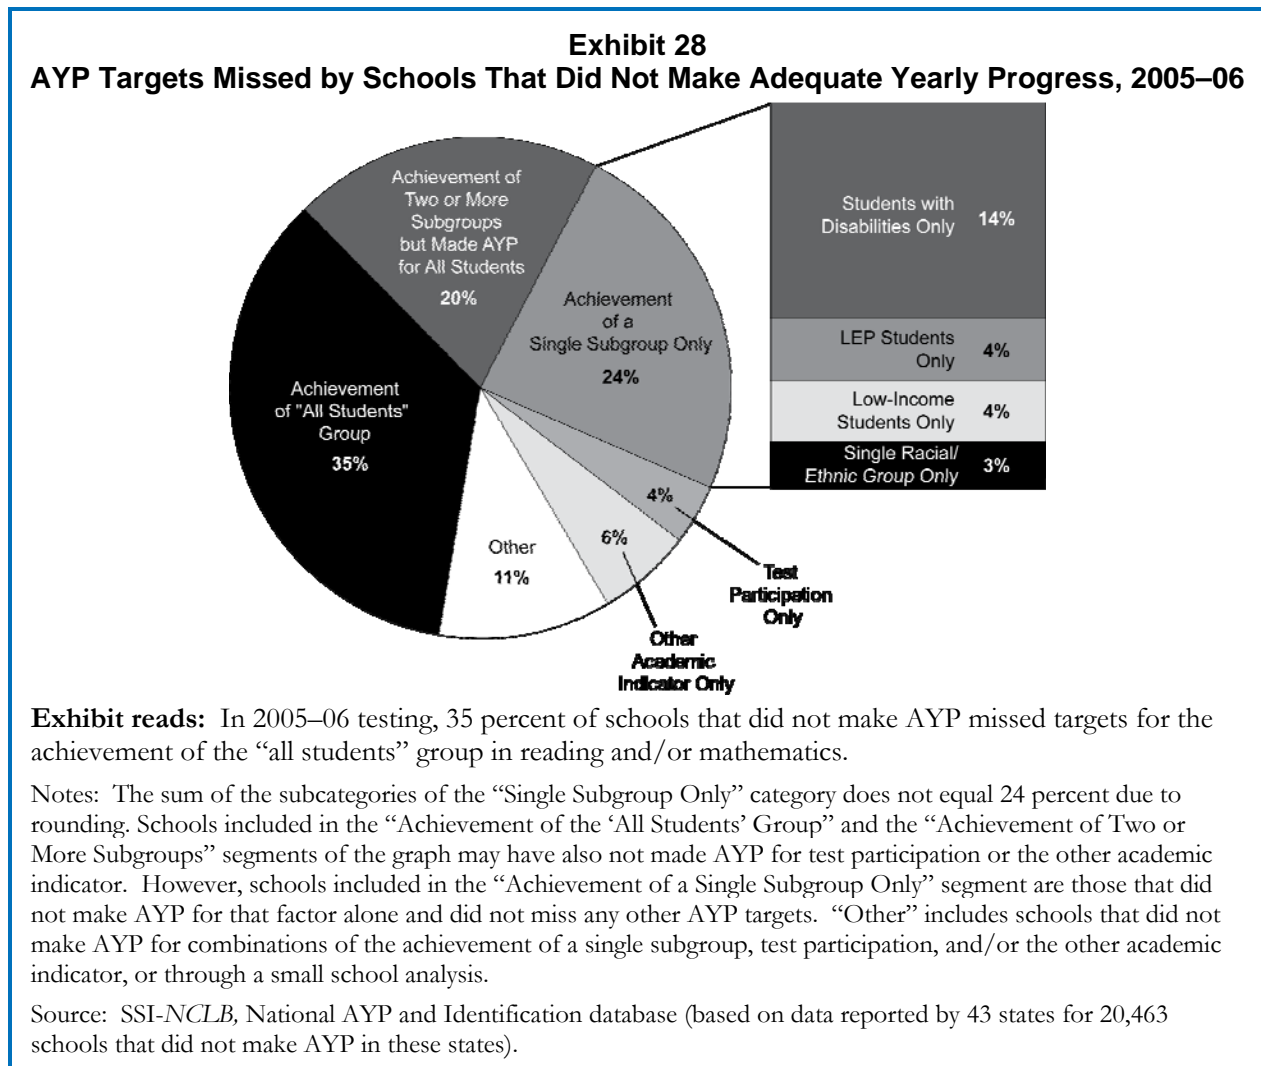 Exhibit 28
AYP Targets Missed by Schools That Did Not Make Adequate Yearly Progress, 2005–06
Achievement of
Two or More
Subgroups
but Made AYP
for All Students
20%
Achievement
of a
Single Subgroup Only
24%
Achievement
of "All Students"
Group
35%
Other
11%
6%
4%
Test
Participation
Only
Other
Academic
Indicator Only
Students with
Disabilities Only
14%
LEP Students
Only
4%
Low-Income
Students Only
4%
Single Racial/
Ethnic Group Only
3%
Exhibit reads: In 2005–06 testing, 35 percent of schools that did not make AYP missed targets for the
achievement of the “all students” group in reading and/or mathematics.
Notes: The sum of the subcategories of the “Single Subgroup Only” category does not equal 24 percent due to
rounding. Schools included in the “Achievement of the ‘All Students’ Group” and the “Achievement of Two or
More Subgroups” segments of the graph may have also not made AYP for test participation or the other academic
indicator. However, schools included in the “Achievement of a Single Subgroup Only” segment are those that did
not make AYP for that factor alone and did not miss any other AYP targets. “Other” includes schools that did not
make AYP for combinations of the achievement of a single subgroup, test participation, and/or the other academic
indicator, or through a small school analysis.
Source: SSI-NCLB, National AYP and Identification database (based on data reported by 43 states for 20,463
schools that did not make AYP in these states).